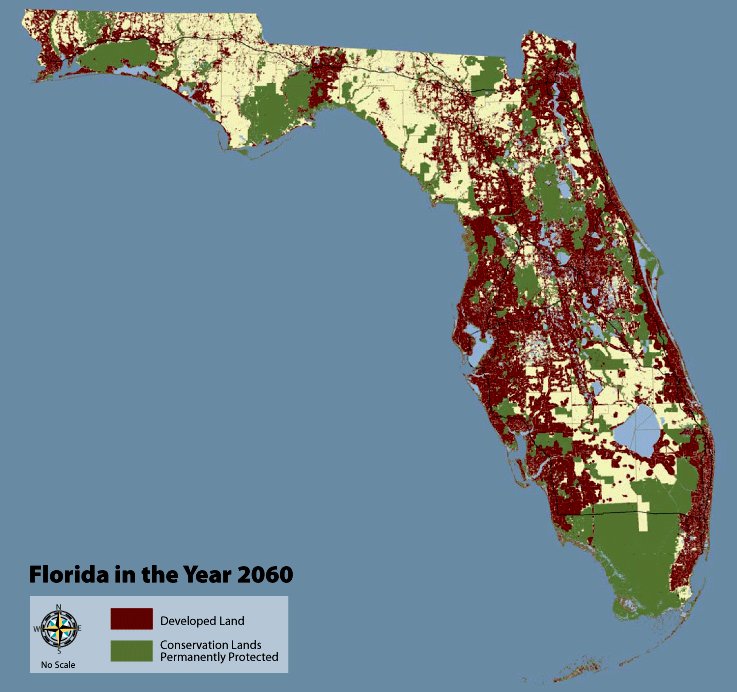 Florida in the Year 2060
N
W E
S
No Scale
Developed Land
Conservation Lands
Permanently Protected